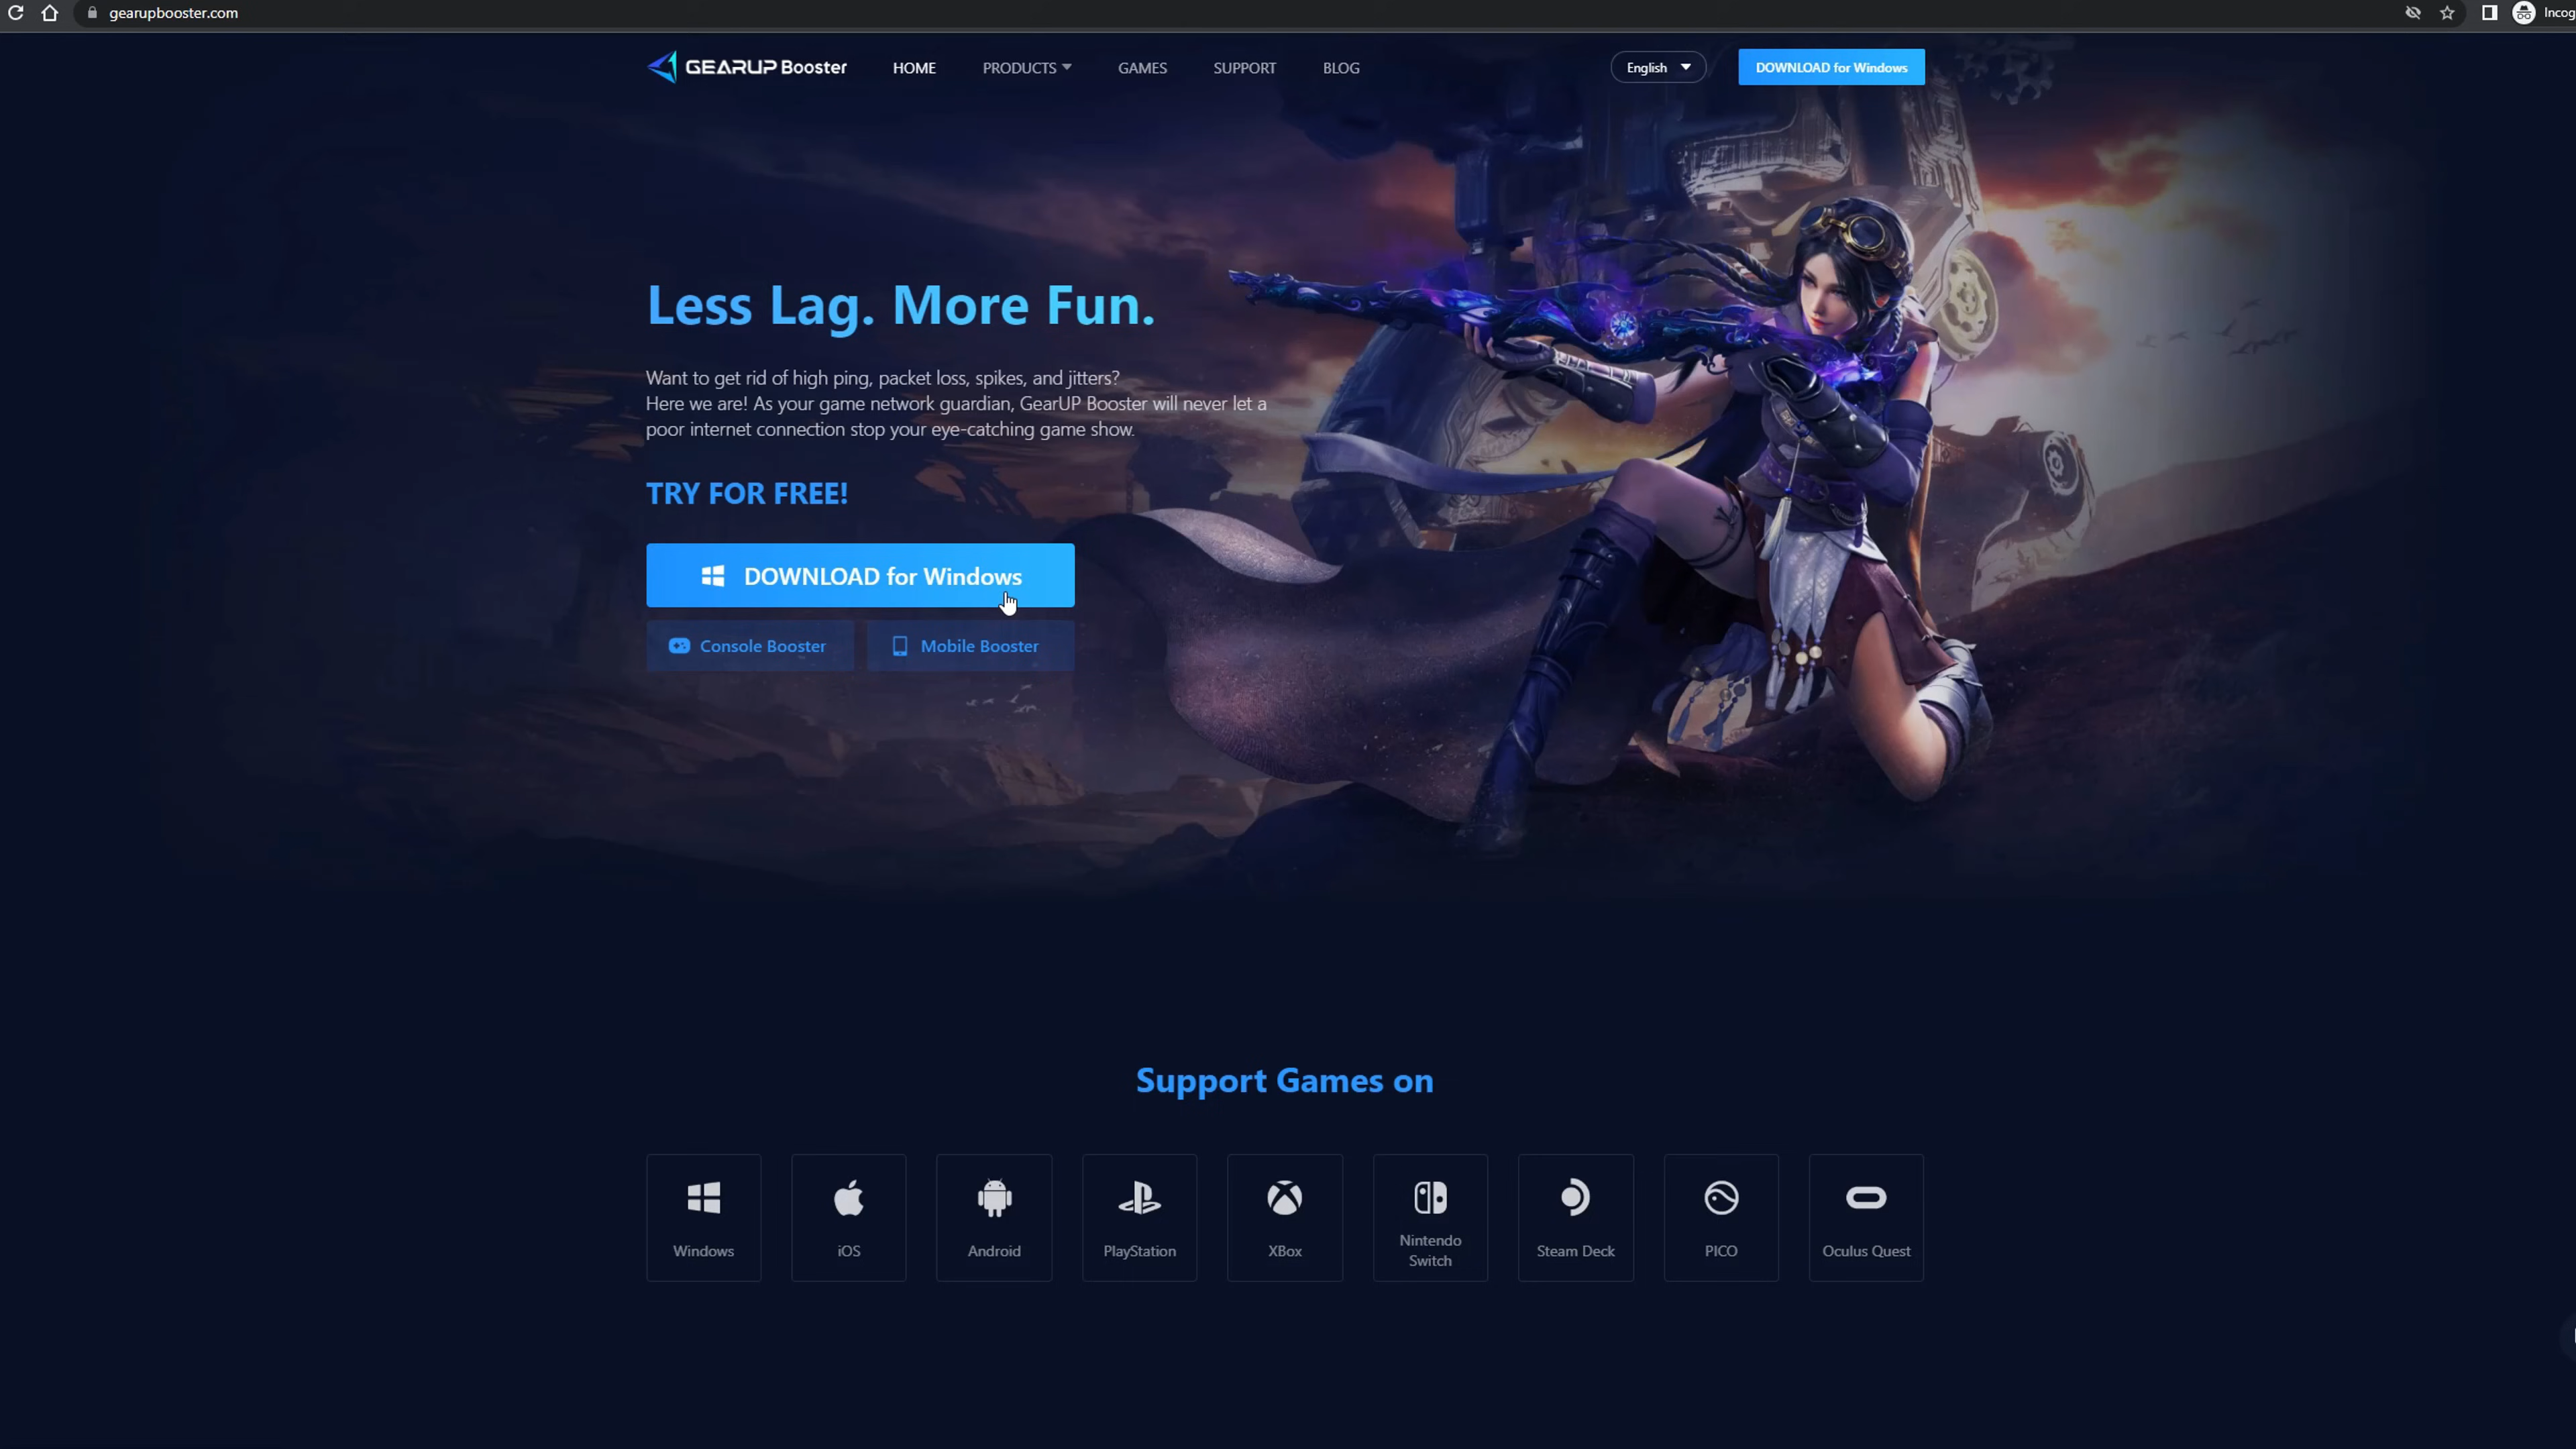 gearupbooster.com
Incog
GEARUP Booster
HOME
PRODUCTS
GAMES
SUPPORT
BLOG
English
DOWNLOAD for Windows
Less Lag. More Fun.
Want to get rid of high ping, packet loss, spikes, and jitters?
Here we are! As your game network guardian, GearUP Booster will never let a
poor internet connection stop your eye-catching game show.
TRY FOR FREE!
DOWNLOAD for Windows
Console Booster
Mobile Booster
Support Games on
Windows
iOS
Android
PlayStation
XBox
Nintendo
Switch
Steam Deck
PICO
Oculus Quest